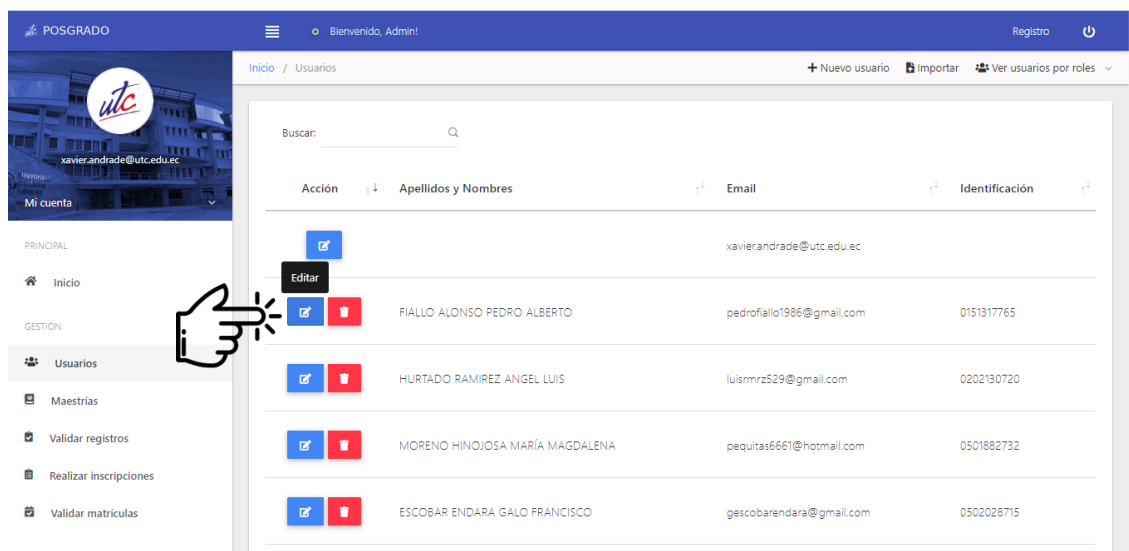 utc POSGRADO
Bienvenido, Admin!
Registro
Inicio / Usuarios
Nuevo usuario
Importar
Ver usuarios por roles
utc
xavier.andrade@utc.edu.ec
Mi cuenta
PRINCIPAL
Inicio
GESTIÓN
Usuarios
Maestrías
Validar registros
Realizar inscripciones
Validar matrículas
Buscar:
Acción Apellidos y Nombres Email Identificación
xavier.andrade@utc.edu.ec
Editar
FIALLO ALONSO PEDRO ALBERTO pedrofiallo1986@gmail.com 0151317765
HURTADO RAMIREZ ANGEL LUIS luisrmrz529@gmail.com 0202130720
MORENO HINOJOSA MARÍA MAGDALENA pequitas6661@hotmail.com 0501882732
ESCOBAR ENDARA GALO FRANCISCO gescobarendara@gmail.com 0502028715